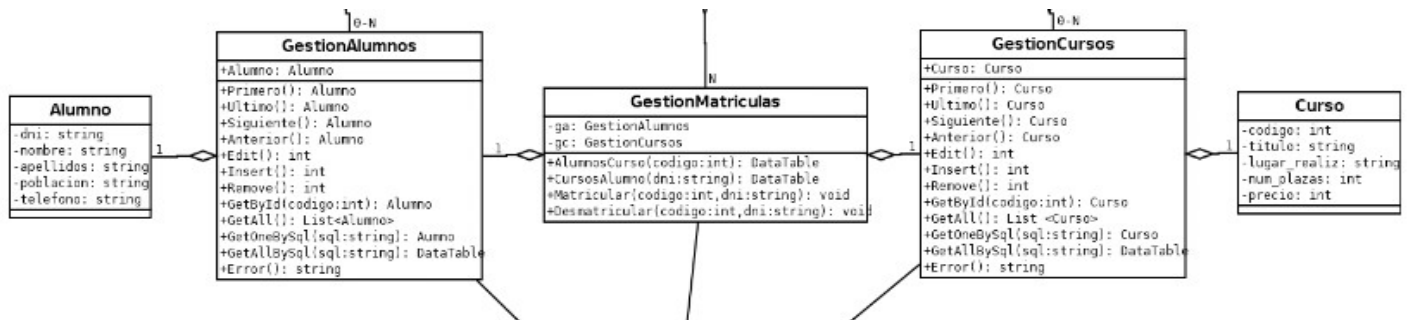 0-N
GestionAlumnos
+Alumno: Alumno
+Primero(): Alumno
+Ultimo(): Alumno
+Siguiente(): Alumno
+Anterior(): Alumno
+Edit(): int
+Insert(): int
+Remove(): int
+GetById(codigo:int): Alumno
+GetAll(): List<Alumno>
+GetOneBySql(sql:string): Aumno
+GetAllBySql(sql:string): DataTable
+Error(): string
Alumno
-dni: string
-nombre: string
-apellidos: string
-poblacion: string
-telefono: string
1
1
N
GestionMatriculas
-ga: GestionAlumnos
-gc: GestionCursos
+AlumnosCurso(codigo:int): DataTable
+CursosAlumno(dni:string): DataTable
+Matricular(codigo:int,dni:string): void
+Desmatricular(codigo:int,dni:string): void
1
0-N
GestionCursos
+Curso: Curso
+Primero(): Curso
+Ultimo(): Curso
+Siguiente(): Curso
+Anterior(): Curso
+Edit(): int
+Insert(): int
+Remove(): int
+GetById(codigo:int): Curso
+GetAll(): List <Curso>
+GetOneBySql(sql:string): Curso
+GetAllBySql(sql:string): DataTable
+Error(): string
1
Curso
-codigo: int
-titulo: string
-lugar_realiz: string
-num_plazas: int
-precio: int